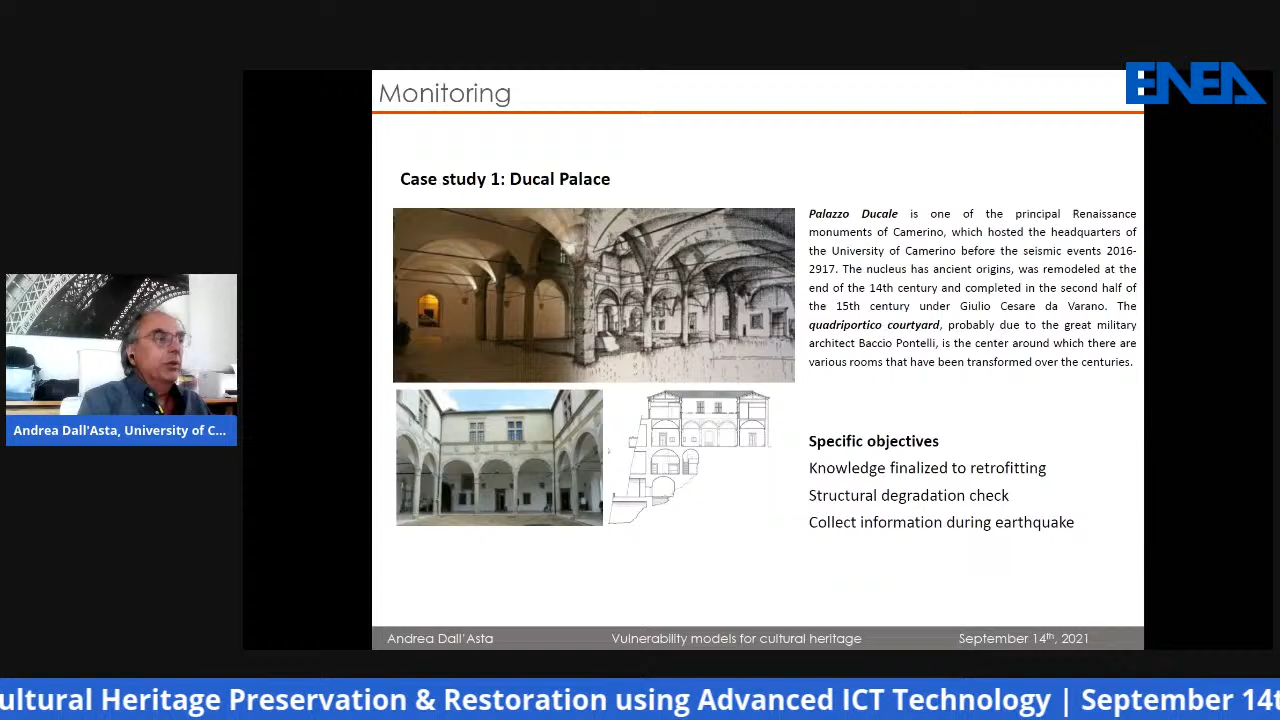 Monitoring
ENEA
Case study 1: Ducal Palace
Palazzo Ducale is one of the principal Renaissance
monuments of Camerino, which hosted the headquarters of
the University of Camerino before the seismic events 2016-
2917. The nucleus has ancient origins, was remodeled at the
end of the 14th century and completed in the second half of
the 15th century under Giulio Cesare da Varano. The
quadriportico courtyard, probably due to the great military
architect Baccio Pontelli, is the center around which there are
various rooms that have been transformed over the centuries.
Specific objectives
Knowledge finalized to retrofitting
Structural degradation check
Collect information during earthquake
Andrea Dall'Asta, University of C...
Andrea Dall'Asta Vulnerability models for cultural heritage September 14th, 2021
ultural Heritage Preservation & Restoration using Advanced ICT Technology | September 14t